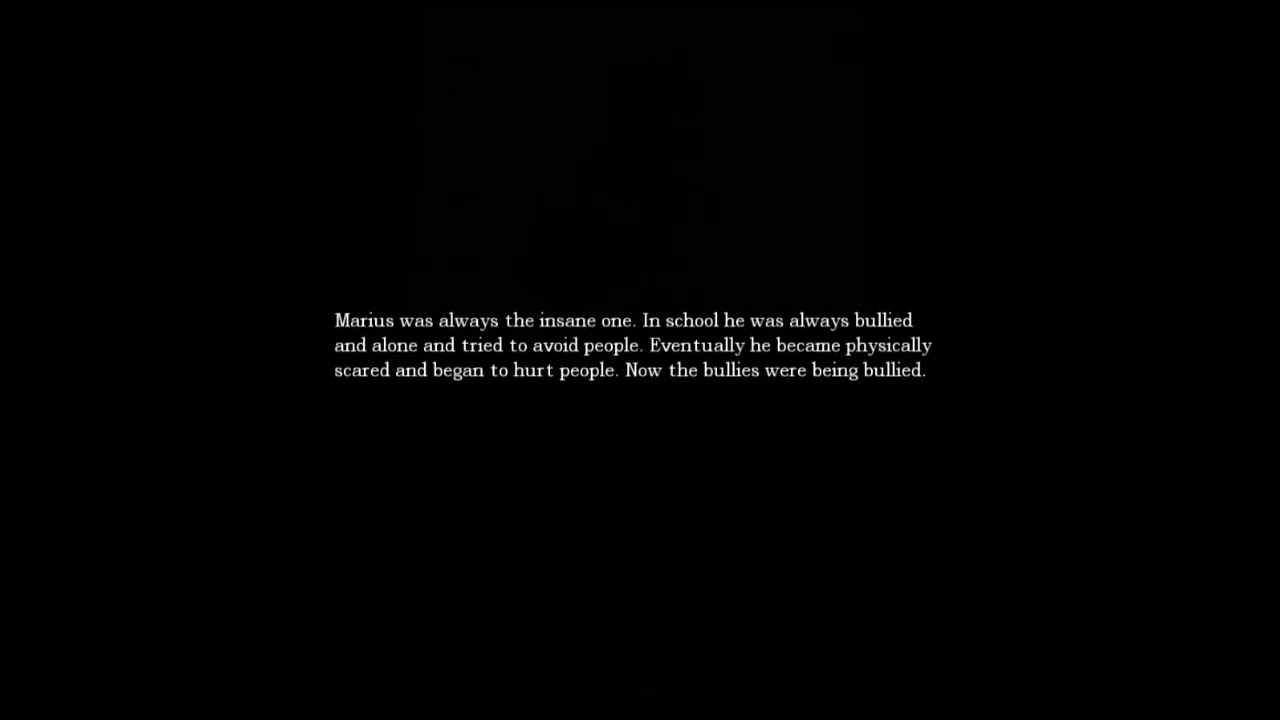 Marius was always the insane one. In school he was always bullied
and alone and tried to avoid people. Eventually he became physically
scared and began to hurt people. Now the bullies were being bullied.